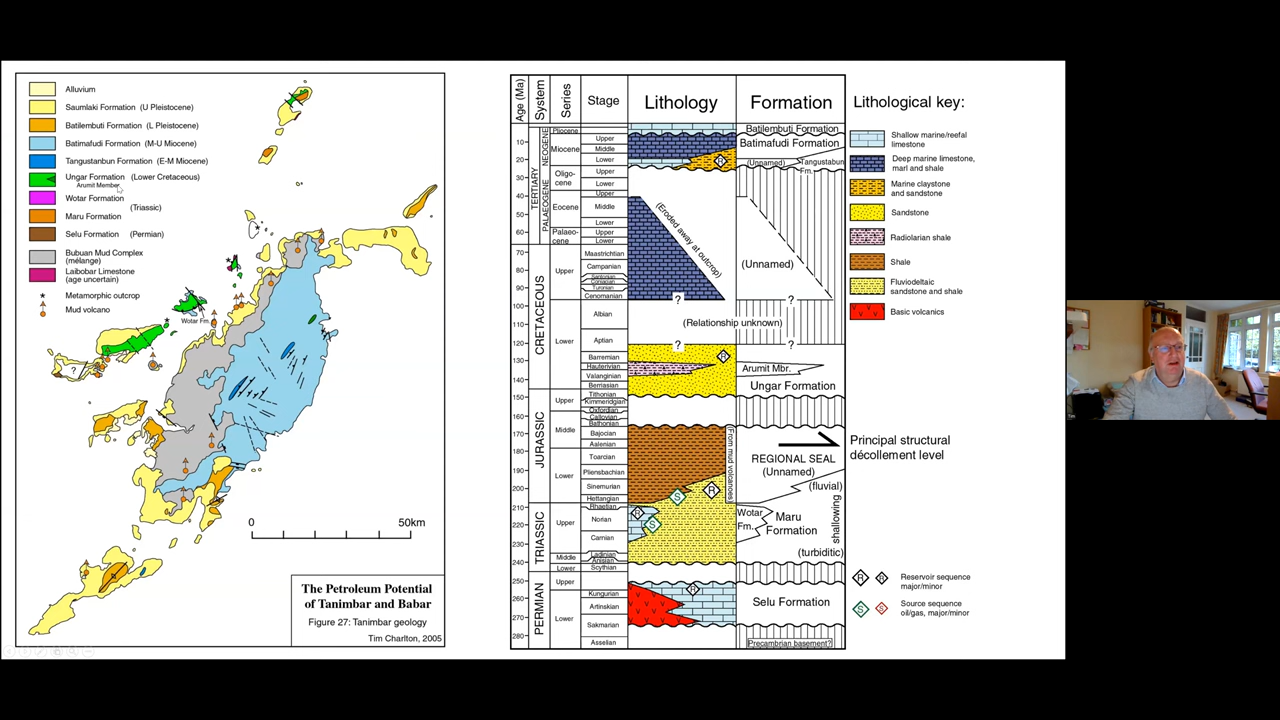 Alluvium
Saumlaki Formation (U Pleistocene)
Batilembuti Formation (L Pleistocene)
Batimafudi Formation (M-U Miocene)
Tangustanbun Formation (E-M Miocene)
Ungar Formation (Lower Cretaceous)
Arumit Member
Wotar Formation
(Triassic)
Maru Formation
Selu Formation (Permian)
Bubuan Mud Complex
(mélange)
Laibobar Limestone
(age uncertain)
Metamorphic outcrop
Mud volcano
Wotar Fm.
?
0 50km
The Petroleum Potential
of Tanimbar and Babar
Figure 27: Tanimbar geology
Tim Charlton, 2005
Age (Ma) System Series Stage Lithology Formation
10
20
30
40
50
60
70
80
90
100
110
120
130
140
150
160
170
180
190
200
210
220
230
240
250
260
270
280
TERTIARY
NEOGENE
PALAEOGENE
CRETACEOUS
JURASSIC
TRIASSIC
PERMIAN
Pliocene
Miocene
Oligo-
cene
Eocene
Palaeo-
cene
Upper
Lower
Upper
Middle
Lower
Upper
Middle
Lower
Upper
Lower
Upper
Middle
Lower
Upper
Lower
Upper
Middle
Lower
Upper
Lower
Maastrichtian
Campanian
Santonian
Coniacian
Turonian
Cenomanian
Albian
Aptian
Barremian
Hauterivian
Valanginian
Berriasian
Tithonian
Kimmeridgian
Oxfordian
Callovian
Bathonian
Bajocian
Aalenian
Toarcian
Pliensbachian
Sinemurian
Hettangian
Rhaetian
Norian
Carnian
Ladinian
Anisian
Scythian
Kungurian
Artinskian
Sakmarian
Asselian
R
(Eroded away at outcrop)
? ?
(Relationship unknown)
? ?
R
From mud volcanoes
R
S
R
S
R
Batilembuti Formation
Batimafudi Formation
(Unnamed)
Tangustabun
Fm.
(Unnamed)
Arumit Mbr.
Ungar Formation
REGIONAL SEAL
(Unnamed)
(fluvial)
Wotar
Fm.
Maru
Formation
shallowing
(turbiditic)
Selu Formation
Precambrian basement?
Lithological key:
Shallow marine/reefal
limestone
Deep marine limestone,
marl and shale
Marine claystone
and sandstone
Sandstone
Radiolarian shale
Shale
Fluviodeltaic
sandstone and shale
Basic volcanics
Principal structural
décollement level
R R Reservoir sequence
major/minor
S S Source sequence
oil/gas, major/minor
Tim